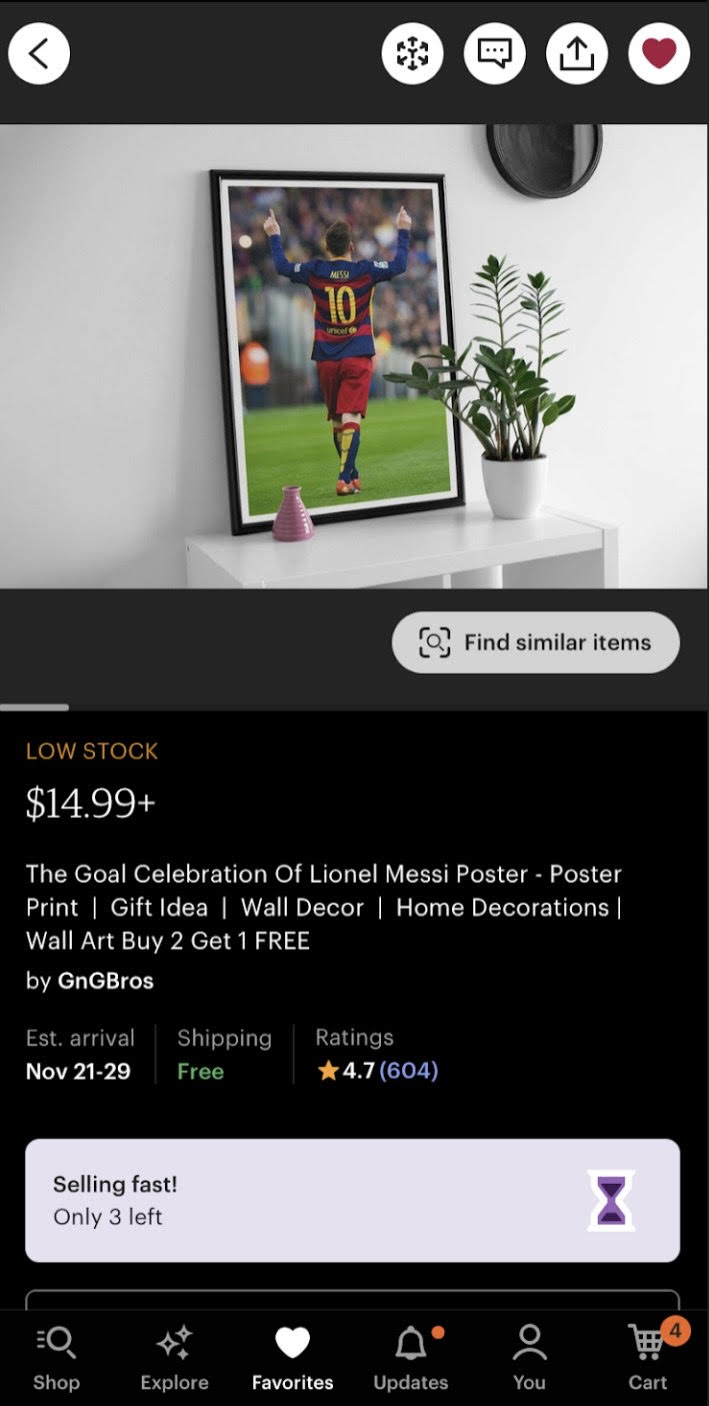 MESSI
10
unicef
Find similar items
LOW STOCK
$14.99+
The Goal Celebration Of Lionel Messi Poster - Poster
Print | Gift Idea | Wall Decor | Home Decorations |
Wall Art Buy 2 Get 1 FREE
by GnGBros
Est. arrival
Shipping
Ratings
Nov 21-29
Free
4.7 (604)
Selling fast!
Only 3 left
4
Shop
Explore
Favorites
Updates
You
Cart